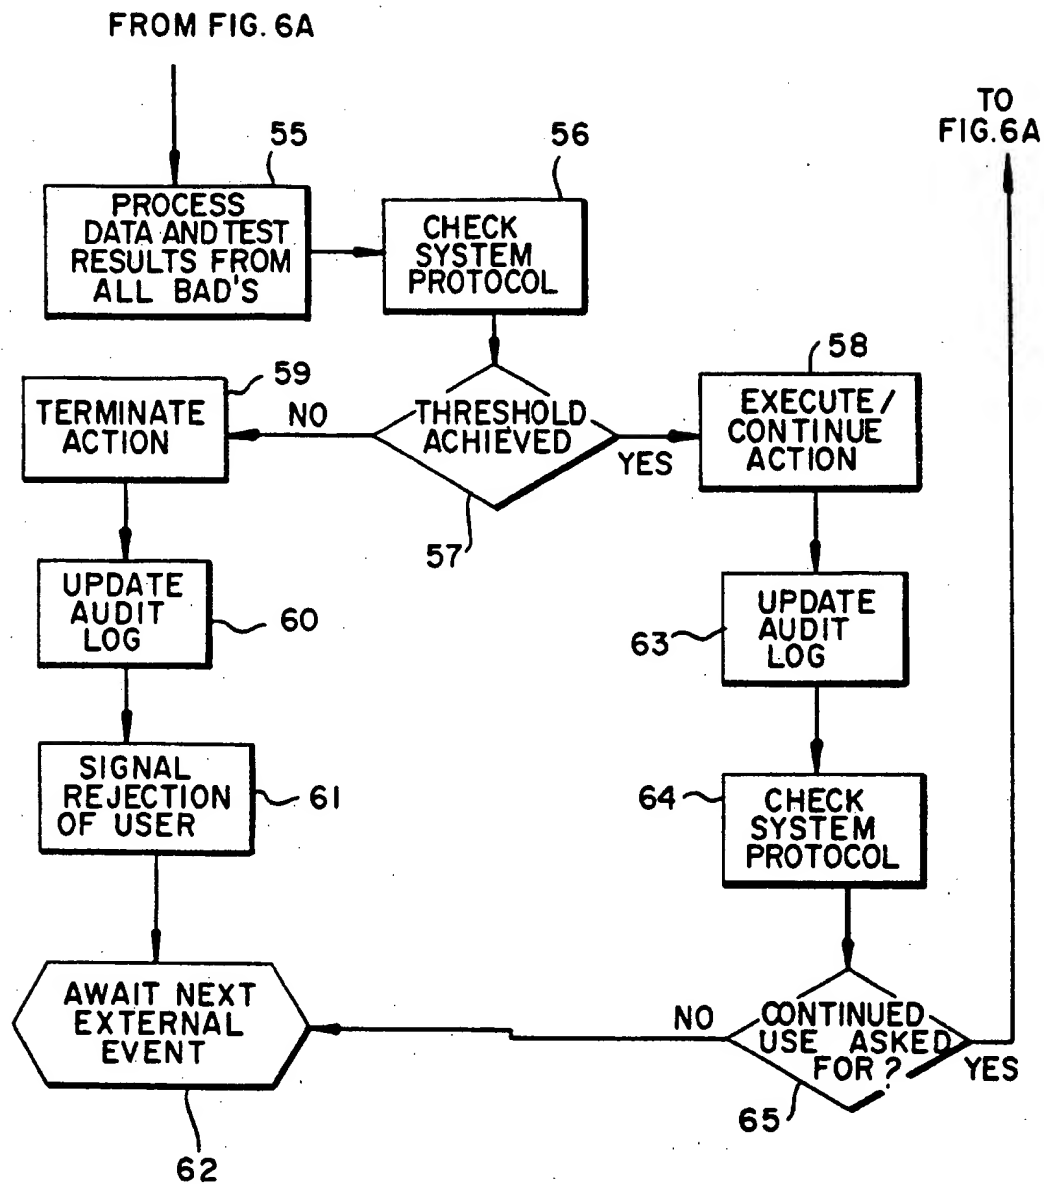 FROM FIG. 6A
TO
FIG.6A
55
PROCESS
DATA AND TEST
RESULTS FROM
ALL BAD'S
56
CHECK
SYSTEM
PROTOCOL
THRESHOLD
ACHIEVED
57
NO
YES
59
TERMINATE
ACTION
58
EXECUTE/
CONTINUE
ACTION
UPDATE
AUDIT
LOG
60
UPDATE
AUDIT
LOG
63
SIGNAL
REJECTION
OF USER
61
64
CHECK
SYSTEM
PROTOCOL
AWAIT NEXT
EXTERNAL
EVENT
62
NO
CONTINUED
USE ASKED
FOR?
YES
65